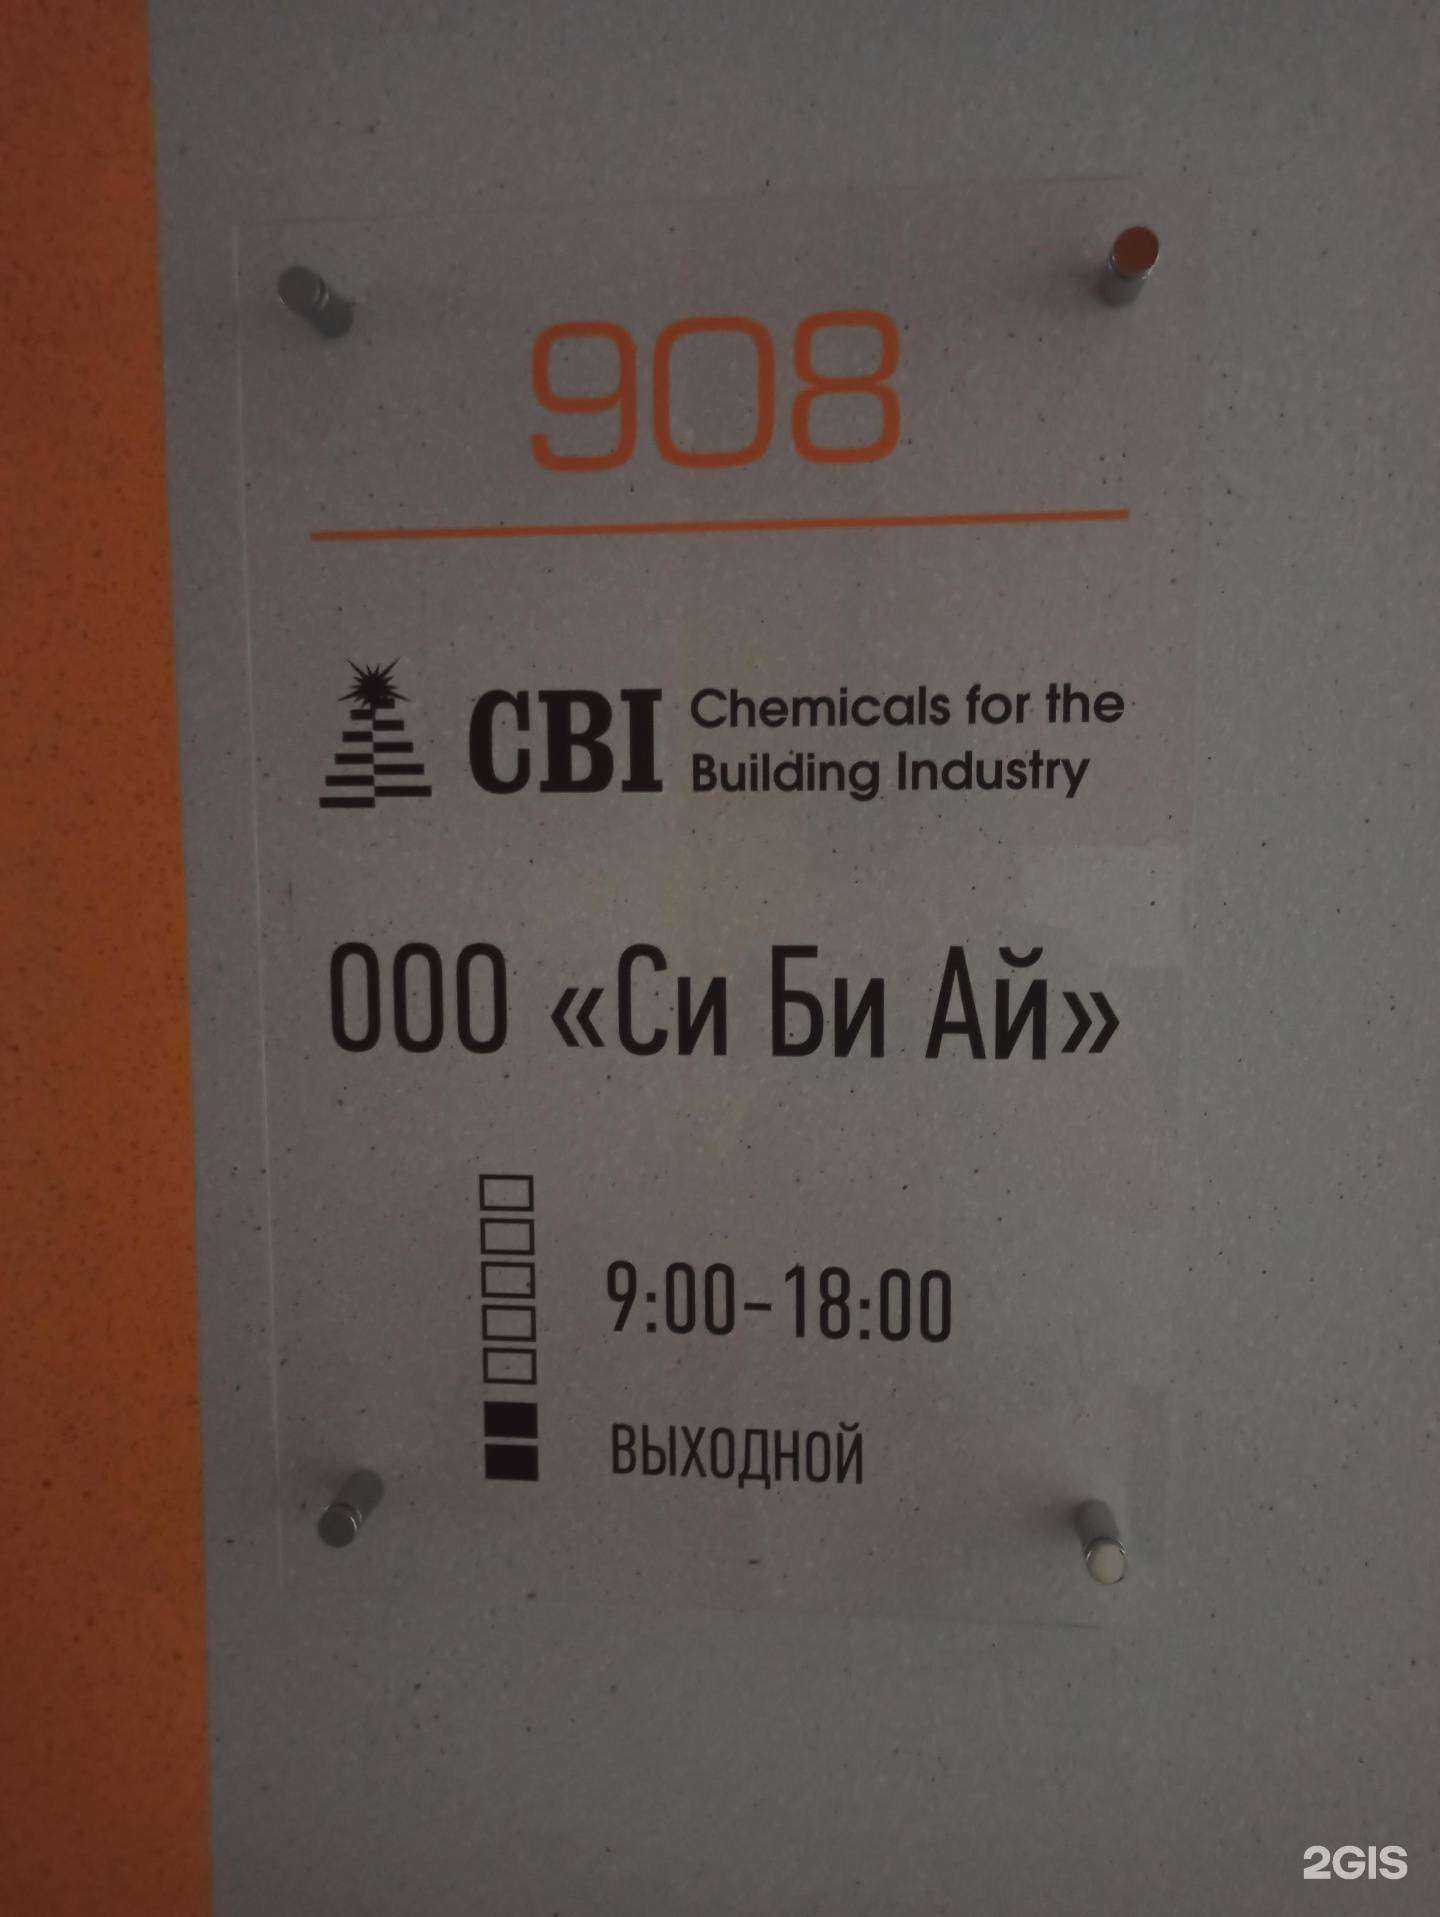 908
CBI Chemicals for the
Building Industry
ООО «Си Би Ай»
9:00-18:00
ВЫХОДНОЙ
2GIS